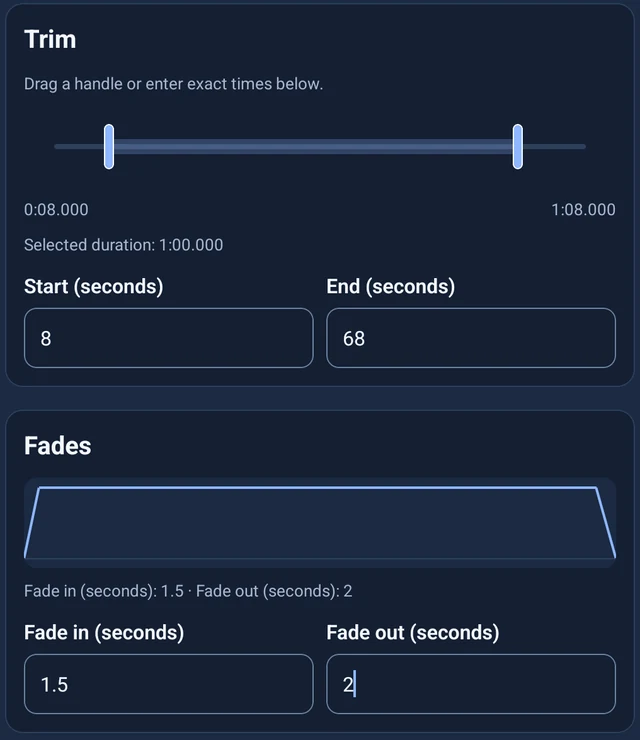 Trim
Drag a handle or enter exact times below.
0:08.000 1:08.000
Selected duration: 1:00.000
Start (seconds) End (seconds)
8 68
Fades
Fade in (seconds): 1.5 · Fade out (seconds): 2
Fade in (seconds) Fade out (seconds)
1.5 2